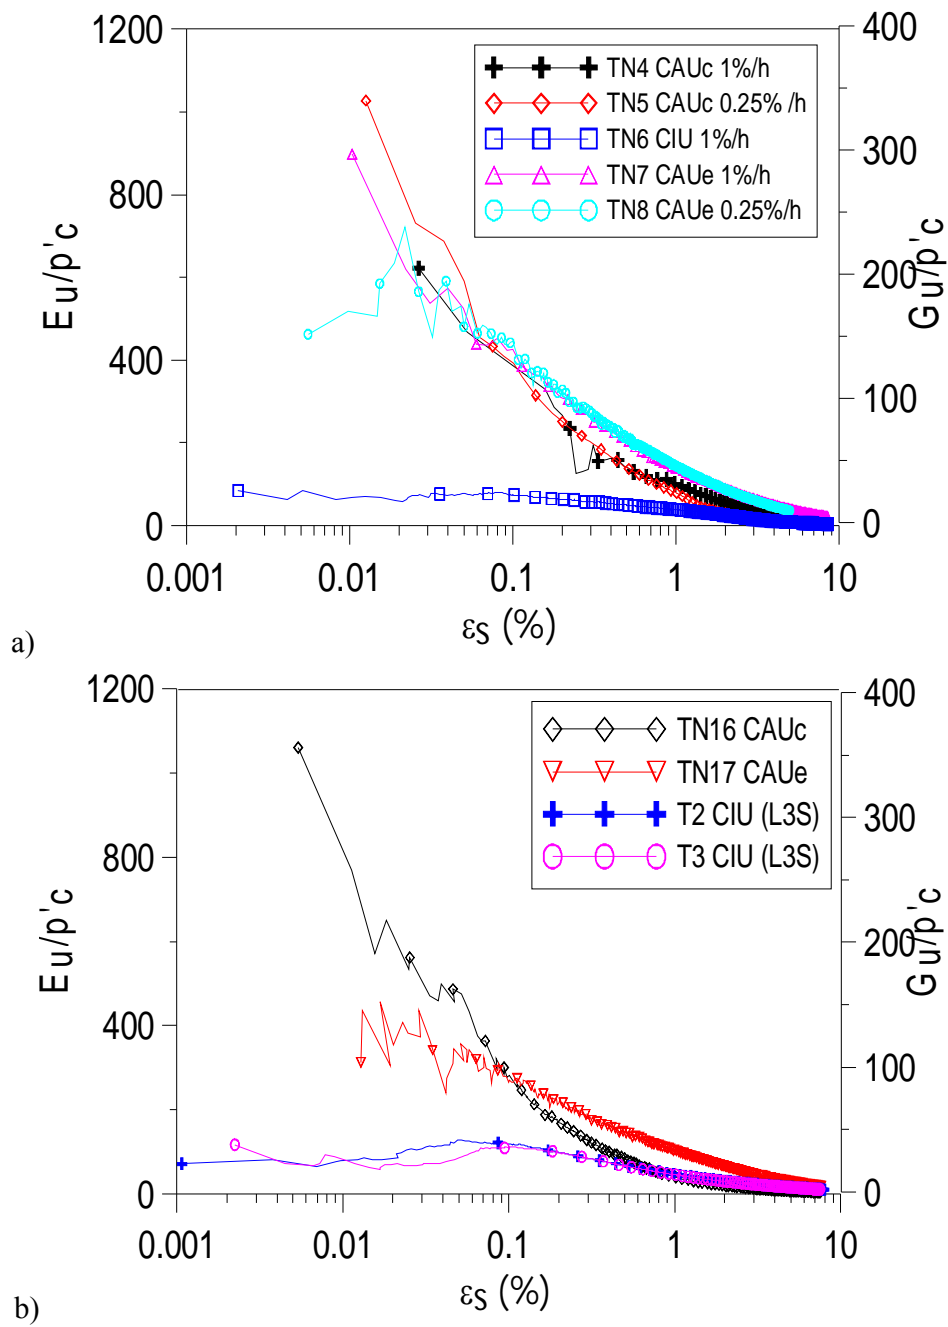 1200
800
400
0
Eu/p'c
400
300
200
100
0
Gu/p'c
TN4 CAUc 1%/h
TN5 CAUc 0.25% /h
TN6 CIU 1%/h
TN7 CAUe 1%/h
TN8 CAUe 0.25%/h
0.001 0.01 0.1 1 10
εS (%)
a)
1200
800
400
0
Eu/p'c
400
300
200
100
0
Gu/p'c
TN16 CAUc
TN17 CAUe
T2 CIU (L3S)
T3 CIU (L3S)
0.001 0.01 0.1 1 10
εS (%)
b)